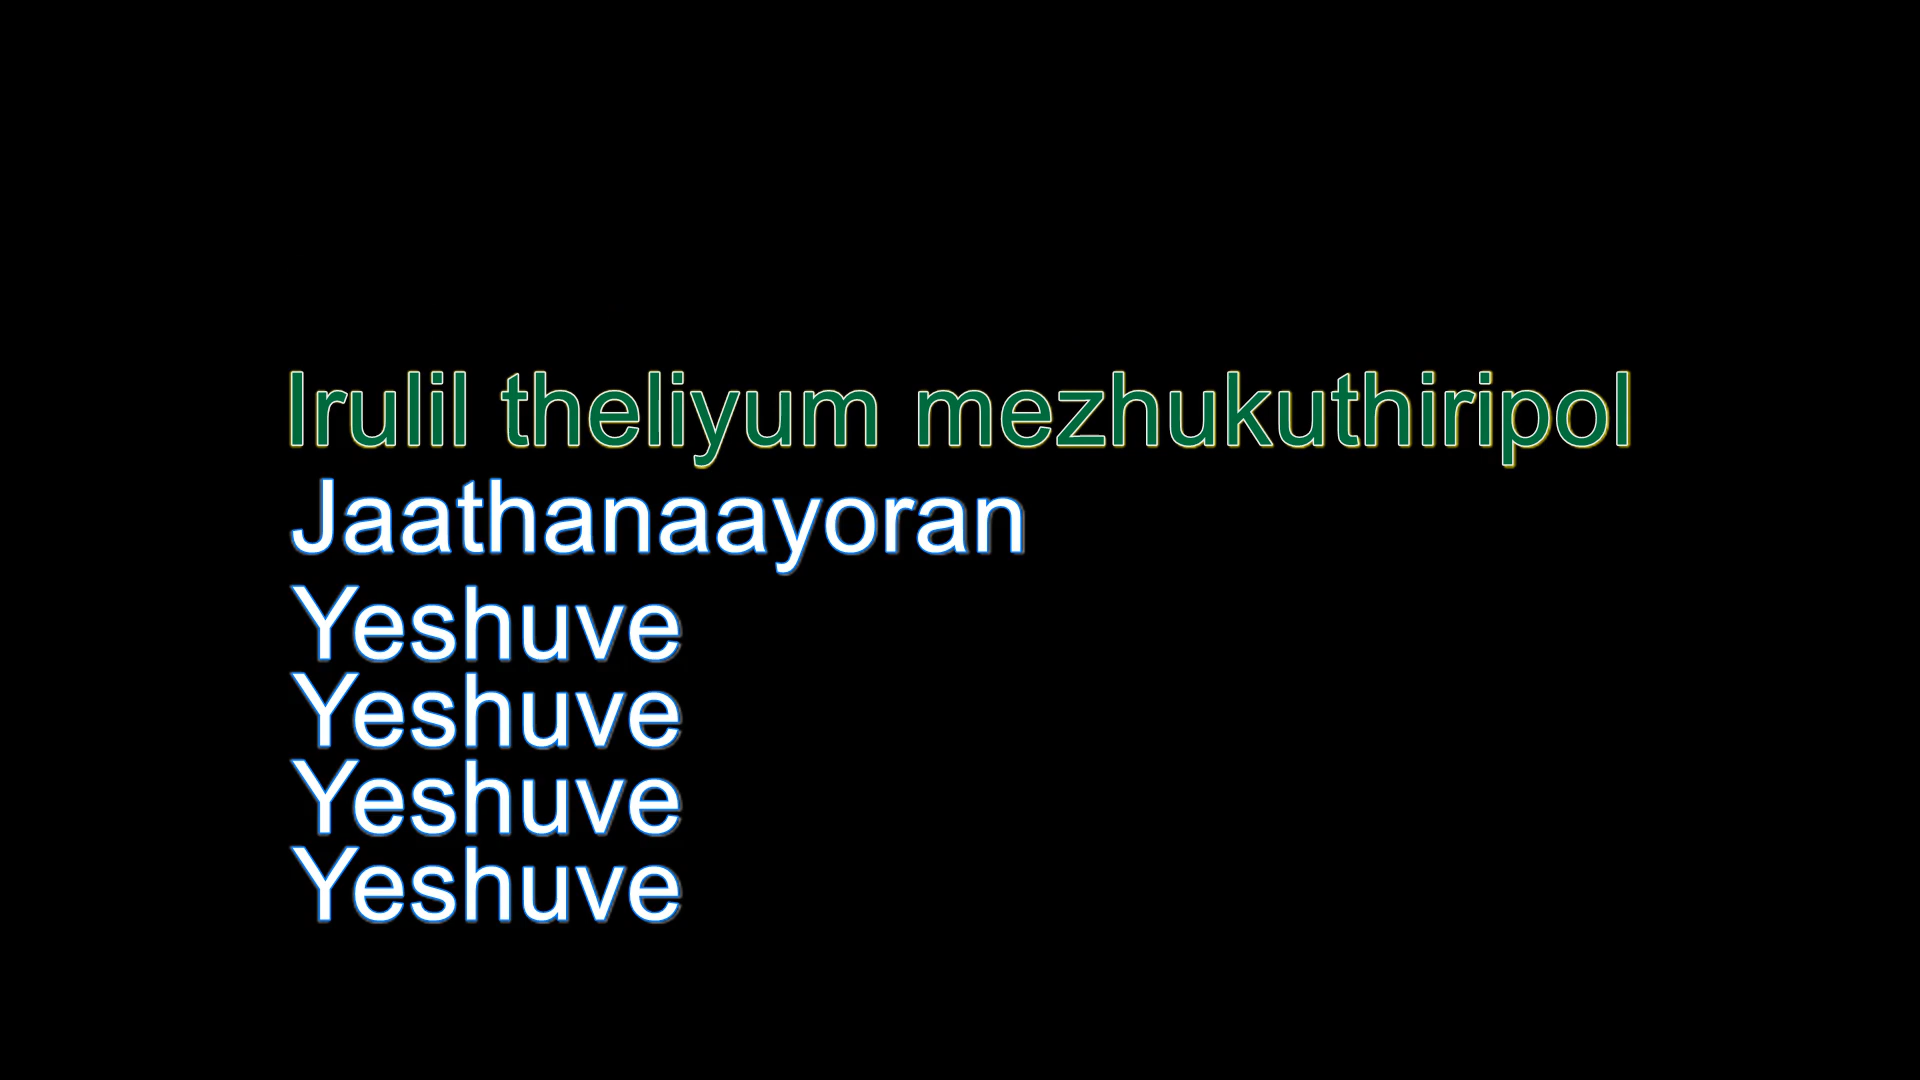 Irulil theliyum mezhukuthiripol
Jaathanaayoran
Yeshuve
Yeshuve
Yeshuve
Yeshuve